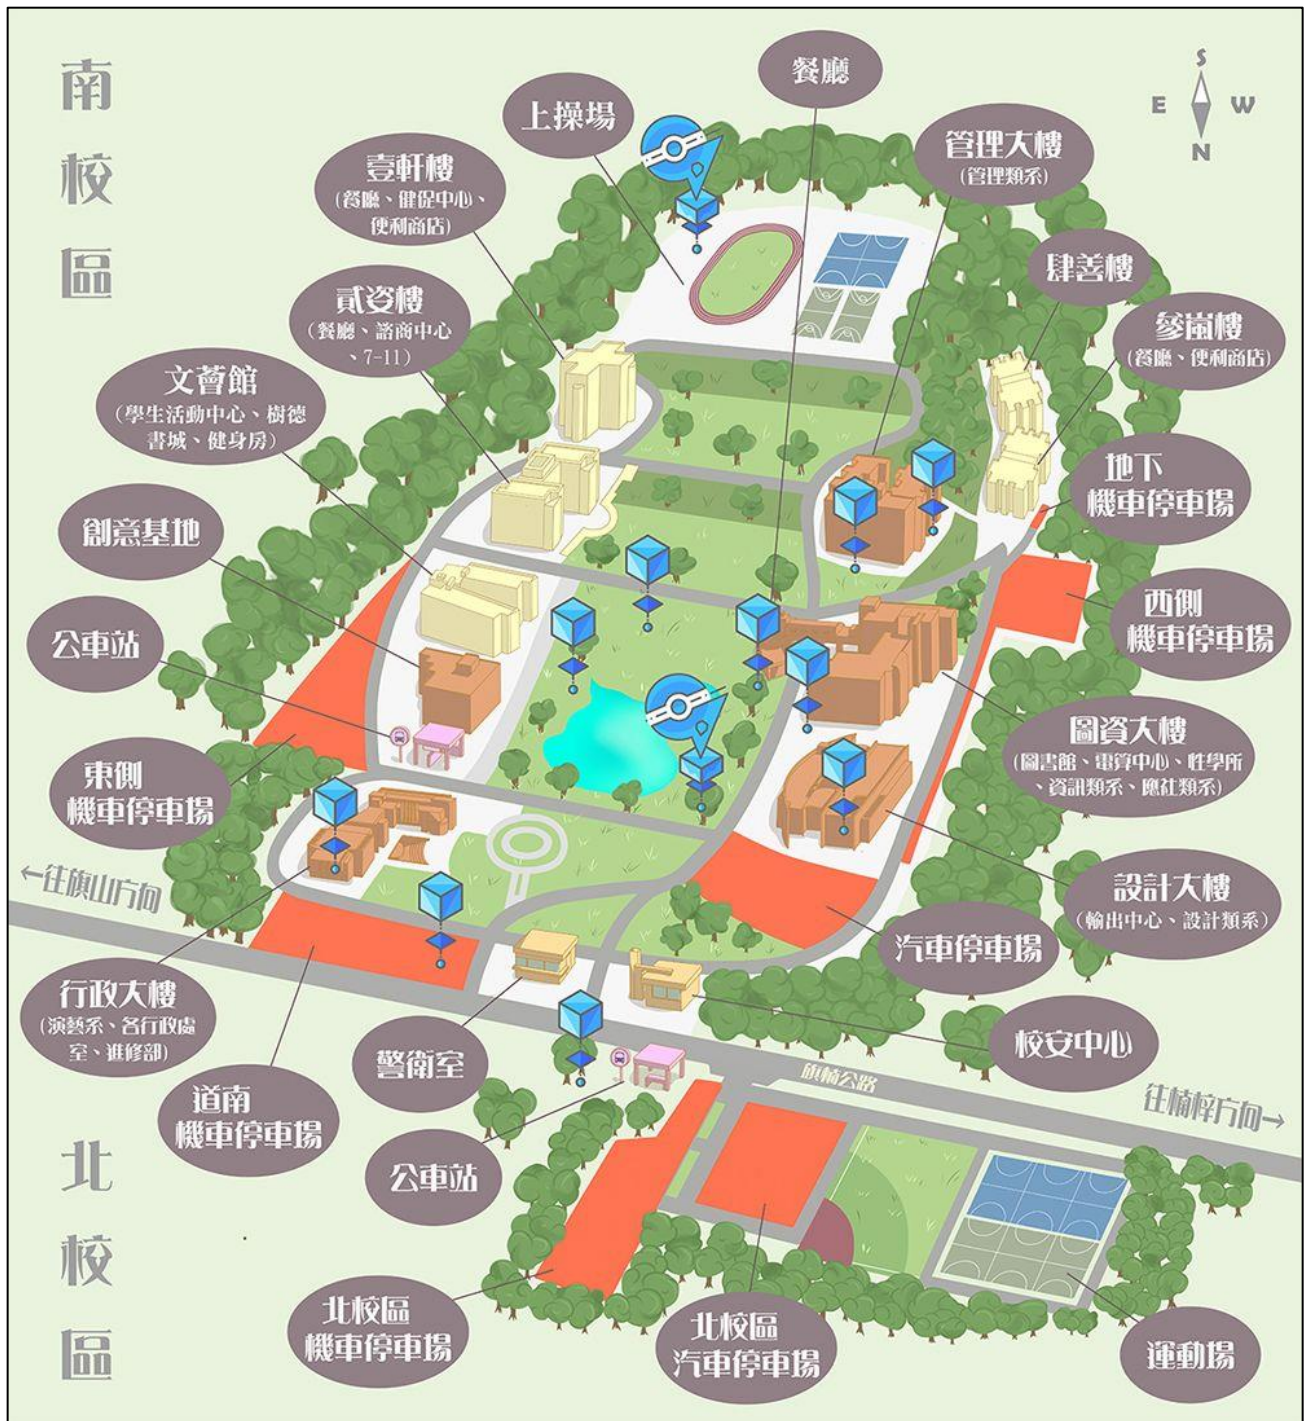 南校區
S
E W
N
餐廳
上操場
管理大樓
(管理類系)
壹軒樓
(餐廳、健促中心、
便利商店)
肆善樓
貳姿樓
(餐廳、諮商中心
、7-11)
參嵐樓
(餐廳、便利商店)
文薈館
(學生活動中心、樹德
書城、健身房)
地下
機車停車場
創意基地
西側
機車停車場
公車站
圖資大樓
(圖書館、電算中心、性學所
、資訊類系、應社類系)
東側
機車停車場
←往旗山方向
設計大樓
(輸出中心、設計類系)
汽車停車場
行政大樓
(演藝系、各行政處
室、進修部)
警衛室
校安中心
旗楠公路
往楠梓方向→
道南
機車停車場
公車站
北校區
北校區
機車停車場
北校區
汽車停車場
運動場